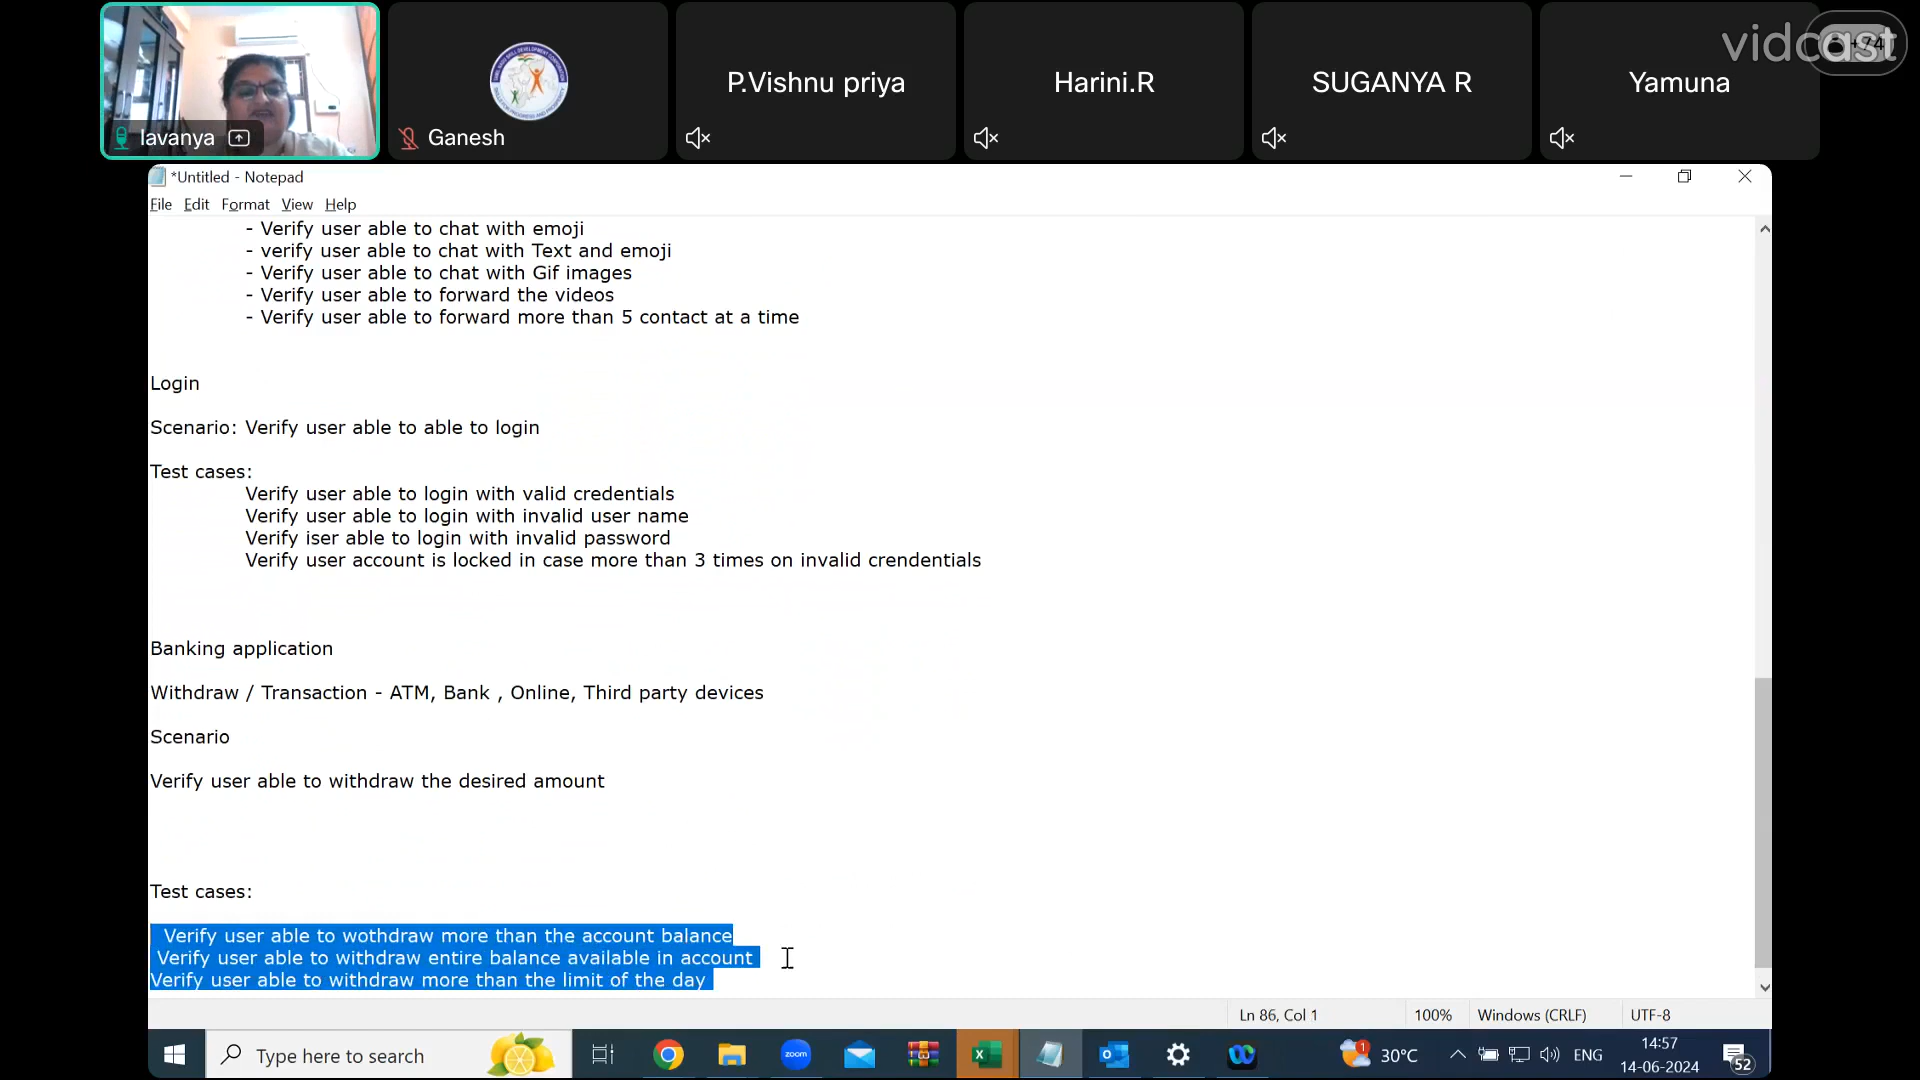 vidcast
lavanya
Ganesh
P.Vishnu priya
Harini.R
SUGANYA R
Yamuna
*Untitled - Notepad
File Edit Format View Help
- Verify user able to chat with emoji
- verify user able to chat with Text and emoji
- Verify user able to chat with Gif images
- Verify user able to forward the videos
- Verify user able to forward more than 5 contact at a time
Login
Scenario: Verify user able to able to login
Test cases:
Verify user able to login with valid credentials
Verify user able to login with invalid user name
Verify iser able to login with invalid password
Verify user account is locked in case more than 3 times on invalid crendentials
Banking application
Withdraw / Transaction - ATM, Bank , Online, Third party devices
Scenario
Verify user able to withdraw the desired amount
Test cases:
Verify user able to wothdraw more than the account balance
Verify user able to withdraw entire balance available in account
Verify user able to withdraw more than the limit of the day
Ln 86, Col 1 100% Windows (CRLF) UTF-8
Type here to search zoom 1 30°C ENG 14:57
14-06-2024 52